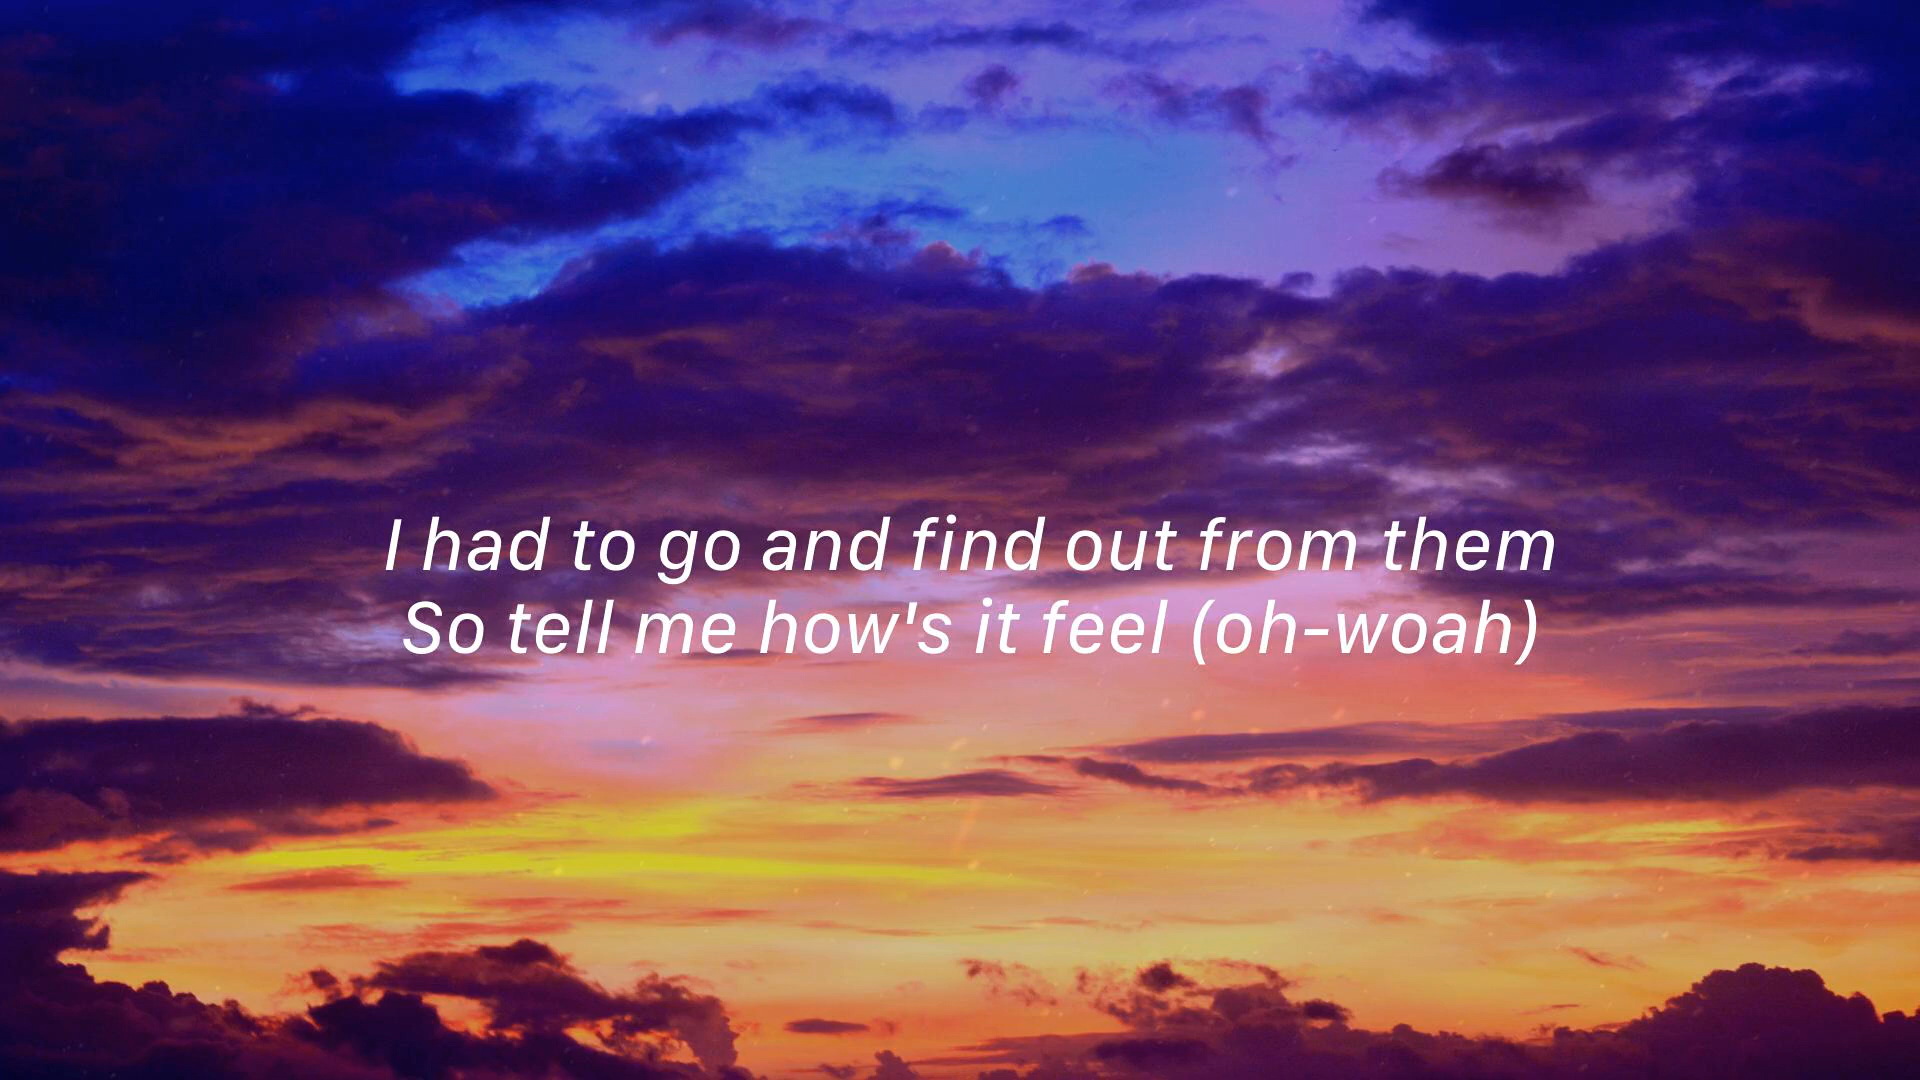 I had to go and find out from them
So tell me how's it feel (oh-woah)